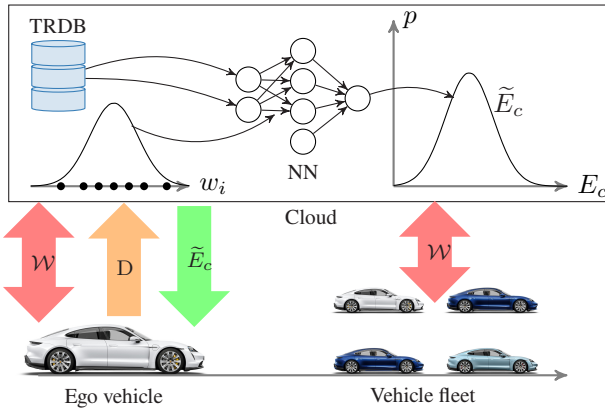 TRDB
p
Ẽ_c
NN
w_i
E_c
Cloud
𝒲
D
Ẽ_c
𝒲
Ego vehicle
Vehicle fleet